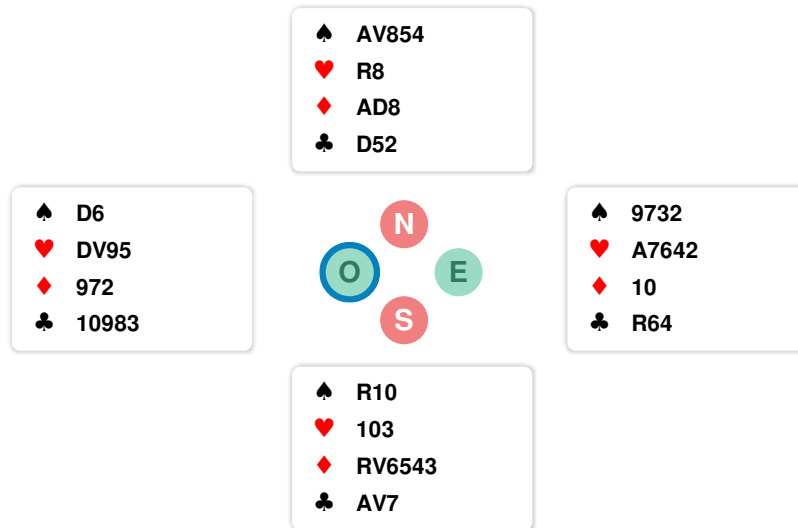 ♠ AV854
♥ R8
♦ AD8
♣ D52
♠ D6
♥ DV95
♦ 972
♣ 10983
N
O E
S
♠ 9732
♥ A7642
♦ 10
♣ R64
♠ R10
♥ 103
♦ RV6543
♣ AV7